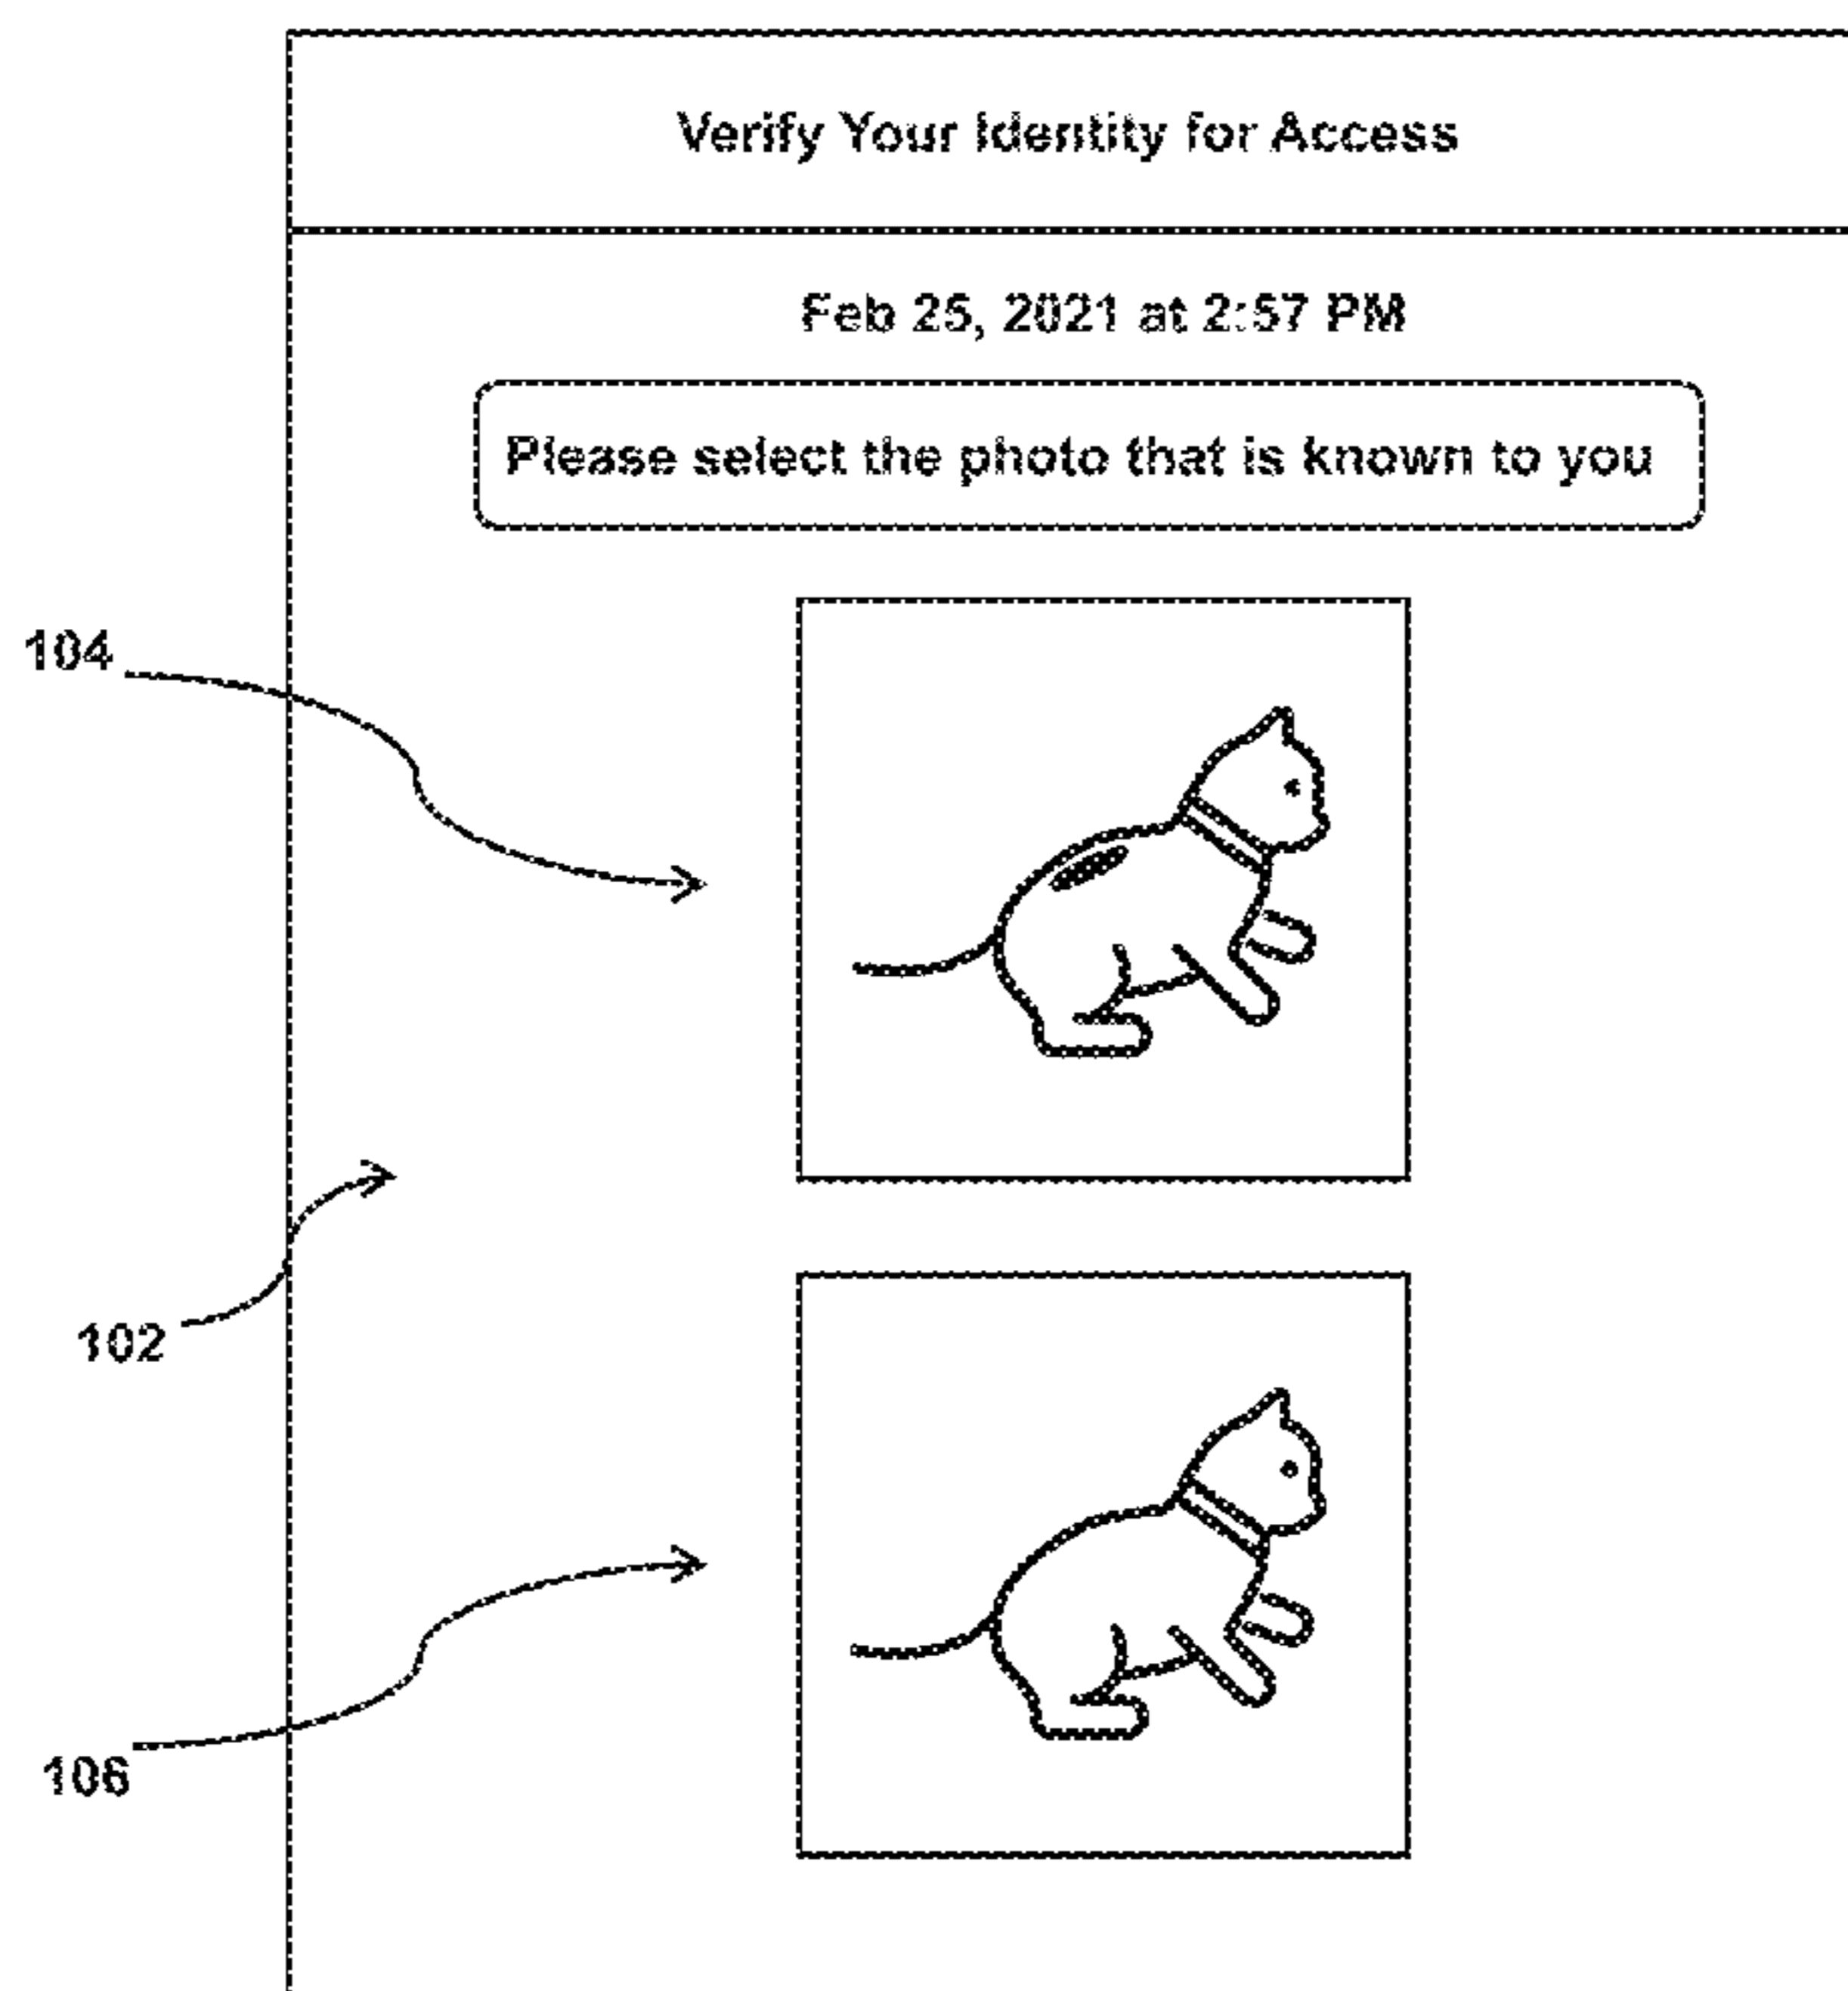 Verify Your Identity for Access
Feb 25, 2021 at 2:57 PM
Please select the photo that is known to you
104
102
106